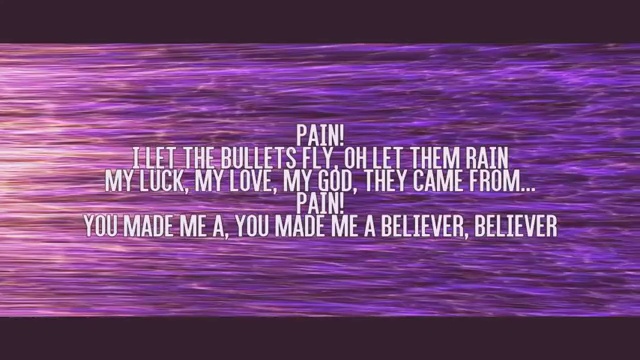 PAIN!
I LET THE BULLETS FLY, OH LET THEM RAIN
MY LUCK, MY LOVE, MY GOD, THEY CAME FROM...
PAIN!
YOU MADE ME A, YOU MADE ME A BELIEVER, BELIEVER